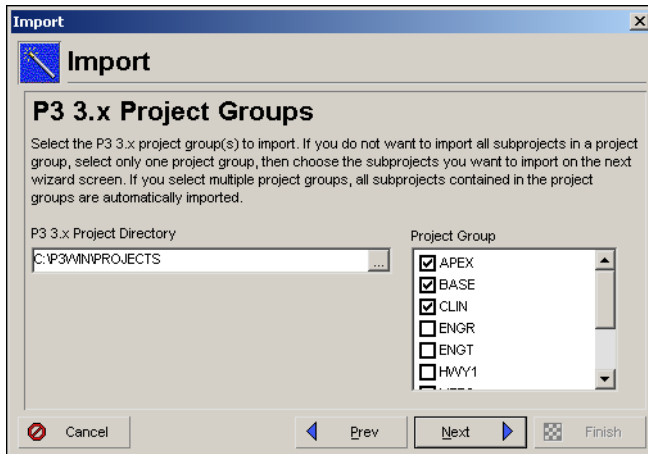 Import
Import
P3 3.x Project Groups
Select the P3 3.x project group(s) to import. If you do not want to import all subprojects in a project
group, select only one project group, then choose the subprojects you want to import on the next
wizard screen. If you select multiple project groups, all subprojects contained in the project
groups are automatically imported.
P3 3.x Project Directory
C:\P3WIN\PROJECTS
...
Project Group
APEX
BASE
CLIN
ENGR
ENGT
HWY1
Cancel
Prev
Next
Finish